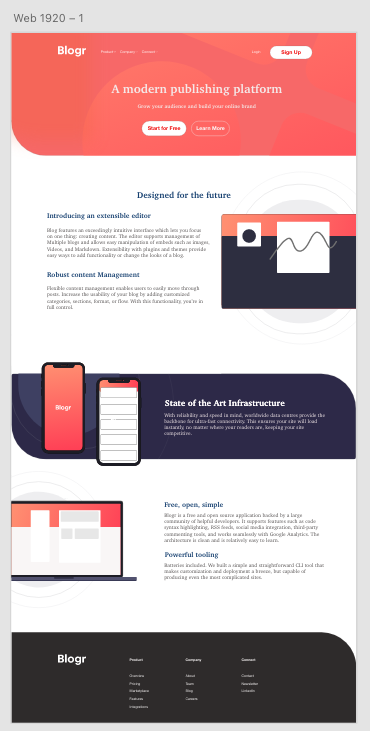 Web 1920 – 1
Blogr
Product
Company
Connect
Login
Sign Up
A modern publishing platform
Grow your audience and build your online brand
Start for Free
Learn More
Designed for the future
Introducing an extensible editor
Blog features an exceedingly intuitive interface which lets you focus
on one thing: creating content. The editor supports management of
Multiple blogs and allows easy manipulation of embeds such as images,
Videos, and Markdown. Extensibility with plugins and themes provide
easy ways to add functionality or change the looks of a blog.
Robust content Management
Flexible content management enables users to easily move through
posts. Increase the usability of your blog by adding customized
categories, sections, format, or flow With this functionality, you're in
full control.
Blogr
State of the Art Infrastructure
With reliability and speed in mind, worldwide data centres provide the
backbone for ultra-fast connectivity. This ensures your site will load
instantly, no matter where your readers are, keeping your site
competitive.
Free, open, simple
Blogr is a free and open source application backed by a large
community of helpful developers. It supports features such as code
syntax highlighting, RSS feeds, social media integration, third-party
commenting tools, and works seamlessly with Google Analytics. The
architecture is clean and is relatively easy to learn.
Powerful tooling
Batteries included. We built a simple and straightforward CLI tool that
makes customization and deployment a breeze, but capable of
producing even the most complicated sites.
Blogr
Product
Company
Connect
Overview
About
Contact
Pricing
Team
Newsletter
Marketplace
Blog
LinkedIn
Features
Careers
Integrations